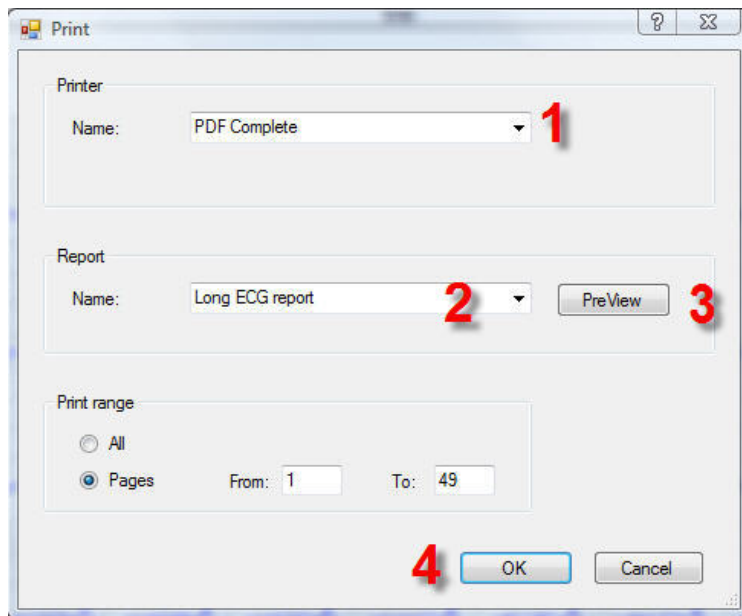 Print
Printer
Name: PDF Complete 1
Report
Name: Long ECG report 2 PreView 3
Print range
All
Pages From: 1 To: 49
4 OK Cancel